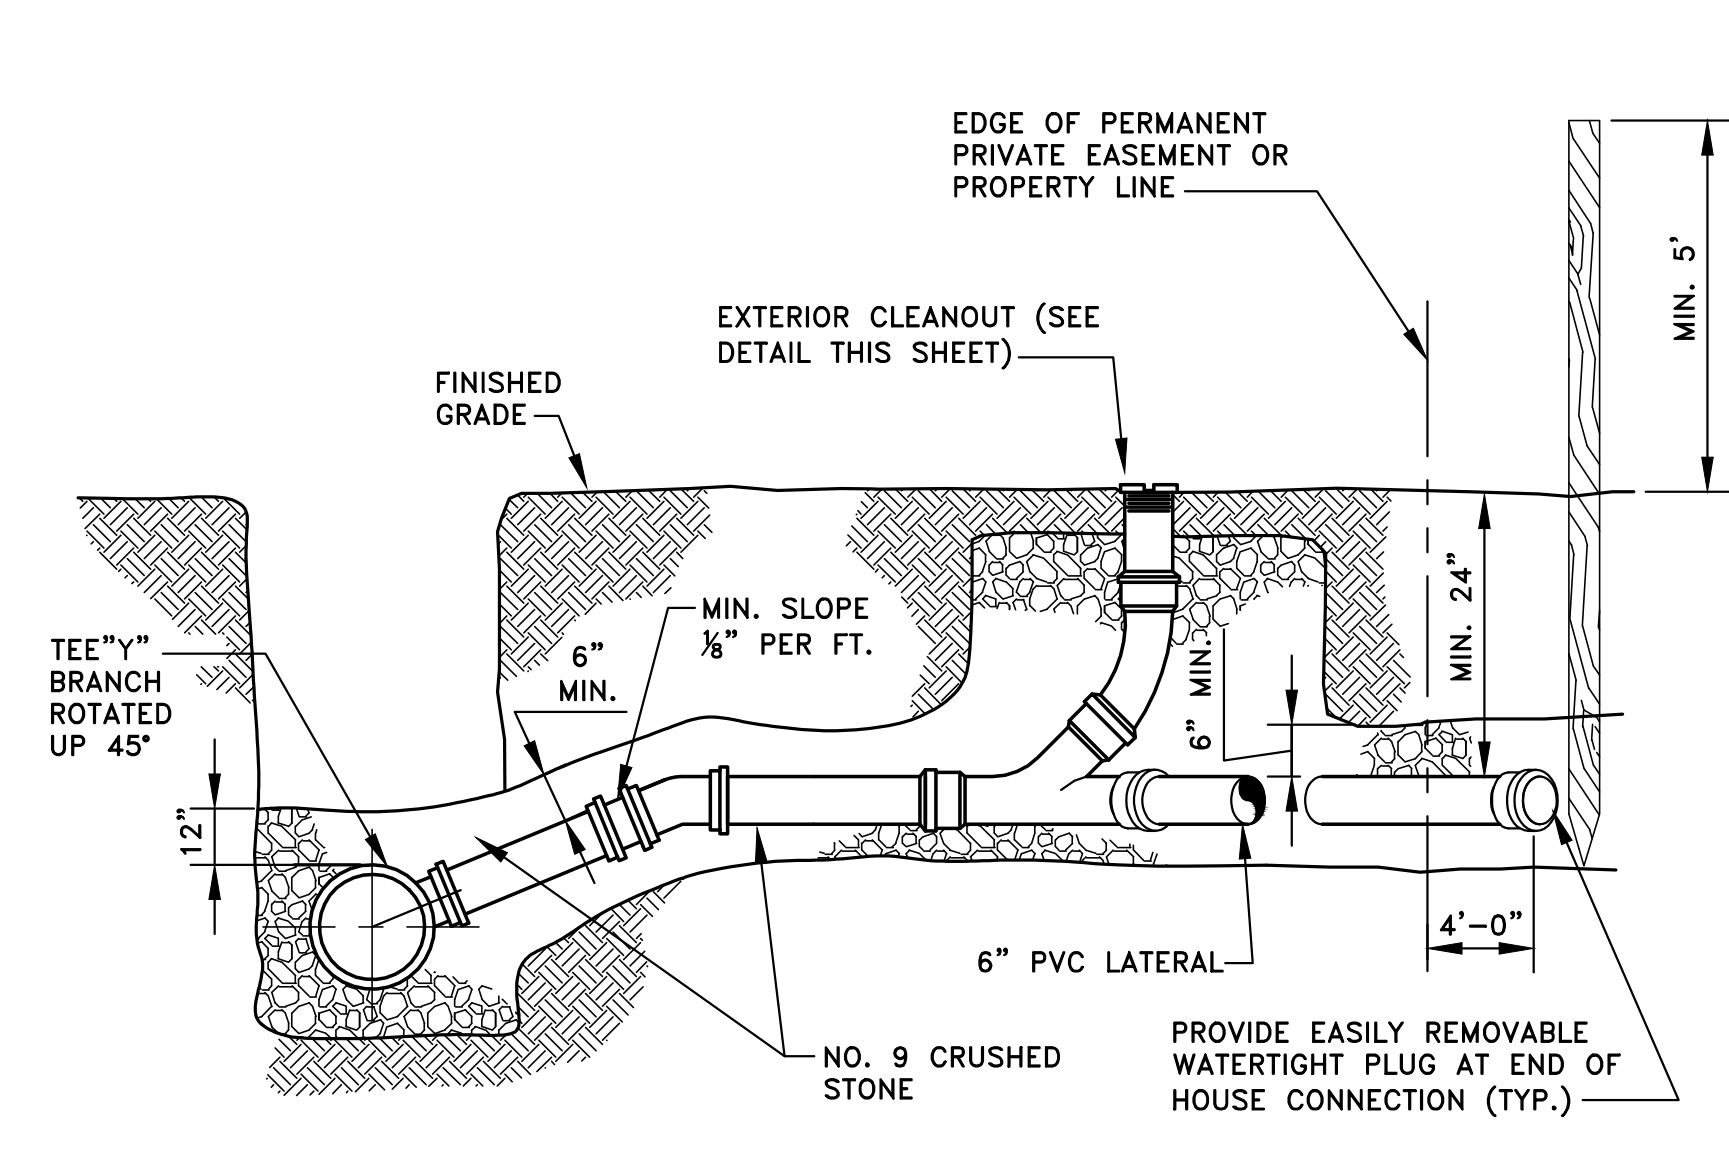 EDGE OF PERMANENT
PRIVATE EASEMENT OR
PROPERTY LINE
MIN. 5'
EXTERIOR CLEANOUT (SEE
DETAIL THIS SHEET)
FINISHED
GRADE
MIN. SLOPE
⅛" PER FT.
6"
MIN.
6" MIN.
MIN. 24"
TEE"Y"
BRANCH
ROTATED
UP 45°
12"
4'-0"
6" PVC LATERAL
NO. 9 CRUSHED
STONE
PROVIDE EASILY REMOVABLE
WATERTIGHT PLUG AT END OF
HOUSE CONNECTION (TYP.)